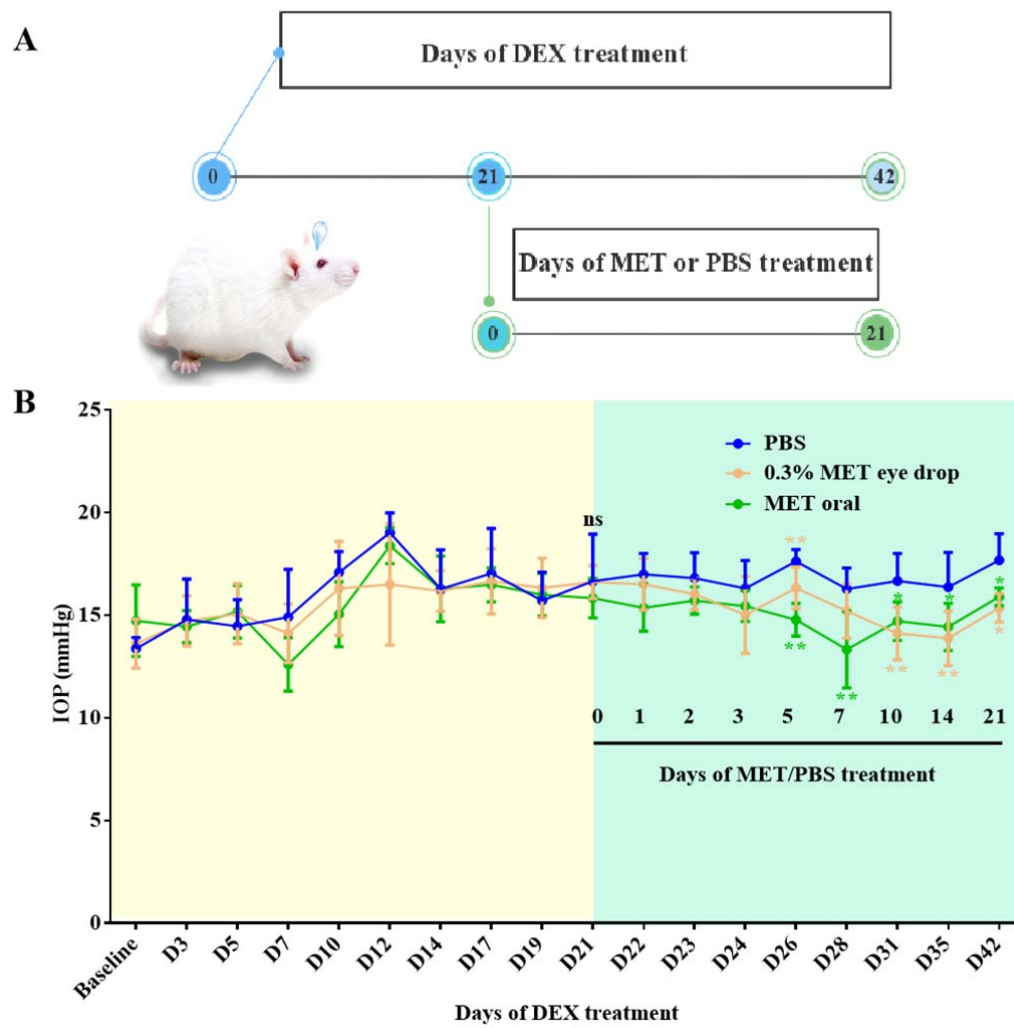 A
Days of DEX treatment
0
21
42
Days of MET or PBS treatment
0
21
B
25
20
15
10
5
0
IOP (mmHg)
PBS
0.3% MET eye drop
MET oral
ns
**
**
**
*
**
*
**
*
*
0 1 2 3 5 7 10 14 21
Days of MET/PBS treatment
Baseline D3 D5 D7 D10 D12 D14 D17 D19 D21 D22 D23 D24 D26 D28 D31 D35 D42
Days of DEX treatment